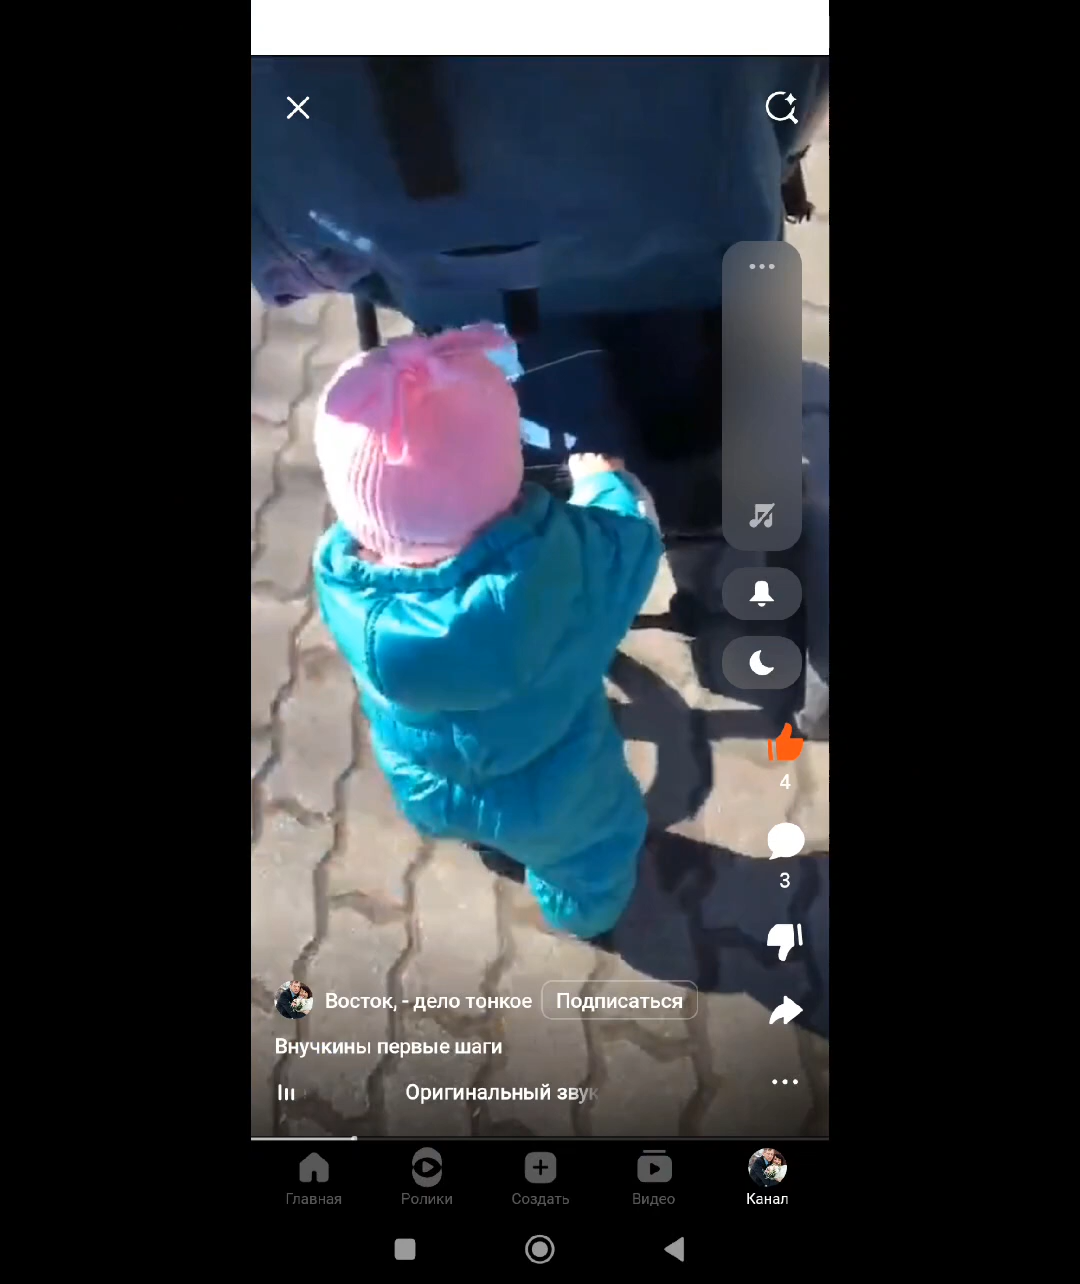 4
3
Восток, - дело тонкое
Подписаться
Внучкины первые шаги
Оригинальный звук
Главная
Ролики
Создать
Видео
Канал